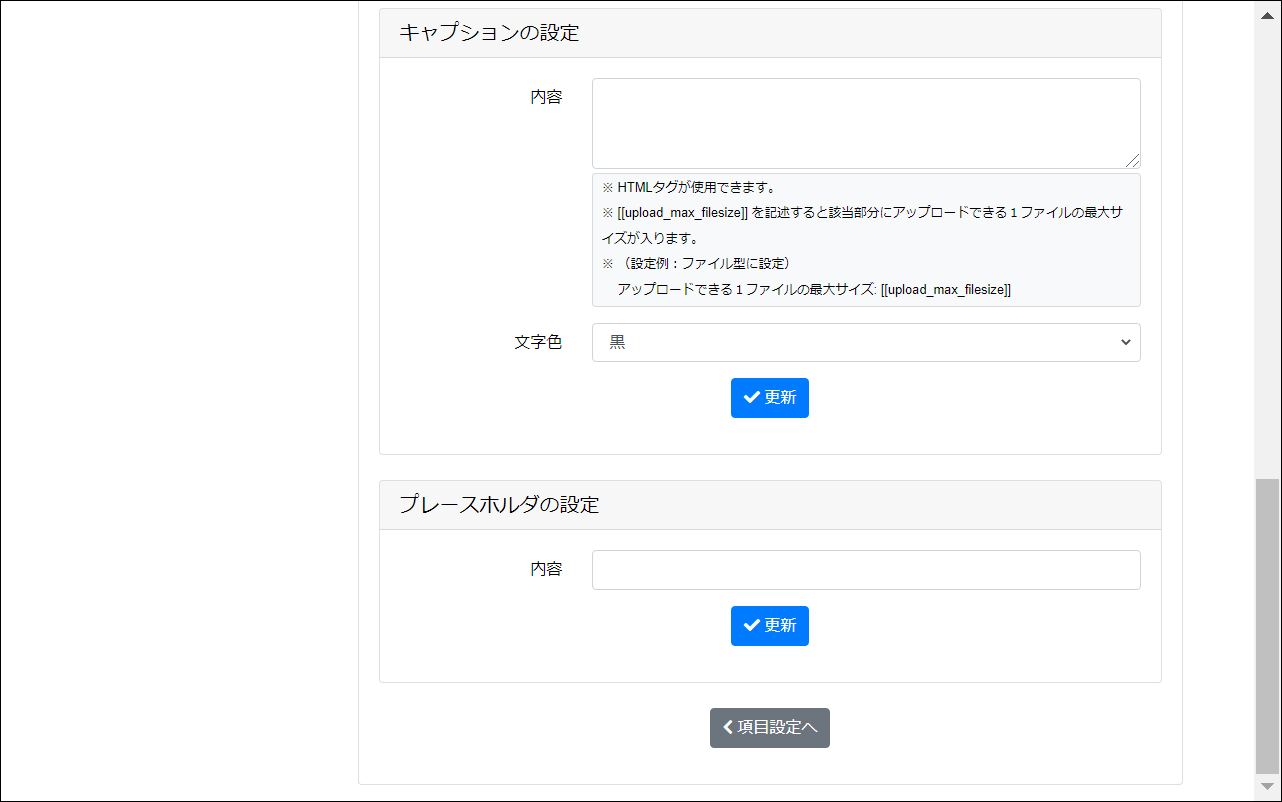 キャプションの設定
内容
※ HTMLタグが使用できます。
※ [[upload_max_filesize]] を記述すると該当部分にアップロードできる１ファイルの最大サ
イズが入ります。
※ （設定例：ファイル型に設定）
アップロードできる１ファイルの最大サイズ: [[upload_max_filesize]]
文字色
黒
更新
プレースホルダの設定
内容
更新
項目設定へ